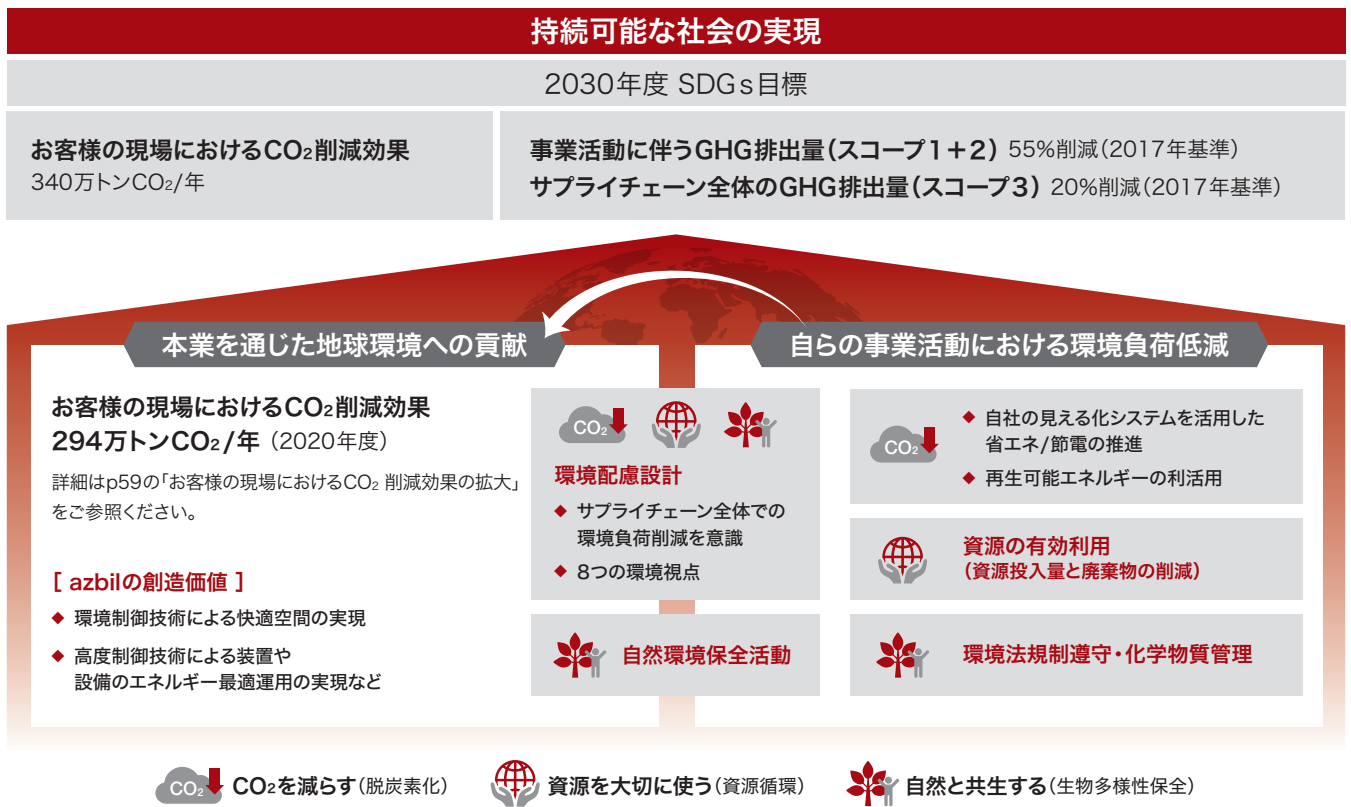 持続可能な社会の実現
2030年度 SDGs目標
お客様の現場におけるCO₂削減効果
340万トンCO₂/年
事業活動に伴うGHG排出量(スコープ1+2) 55%削減(2017年基準)
サプライチェーン全体のGHG排出量(スコープ3) 20%削減(2017年基準)
本業を通じた地球環境への貢献
お客様の現場におけるCO₂削減効果
294万トンCO₂/年 (2020年度)
詳細はp59の「お客様の現場におけるCO₂ 削減効果の拡大」
をご参照ください。
[ azbilの創造価値 ]
◆ 環境制御技術による快適空間の実現
◆ 高度制御技術による装置や
設備のエネルギー最適運用の実現など
CO₂
環境配慮設計
◆ サプライチェーン全体での
環境負荷削減を意識
◆ 8つの環境視点
自然環境保全活動
自らの事業活動における環境負荷低減
CO₂
◆ 自社の見える化システムを活用した
省エネ/節電の推進
◆ 再生可能エネルギーの利活用
資源の有効利用
(資源投入量と廃棄物の削減)
環境法規制遵守・化学物質管理
CO₂ CO₂を減らす(脱炭素化)
資源を大切に使う(資源循環)
自然と共生する(生物多様性保全)